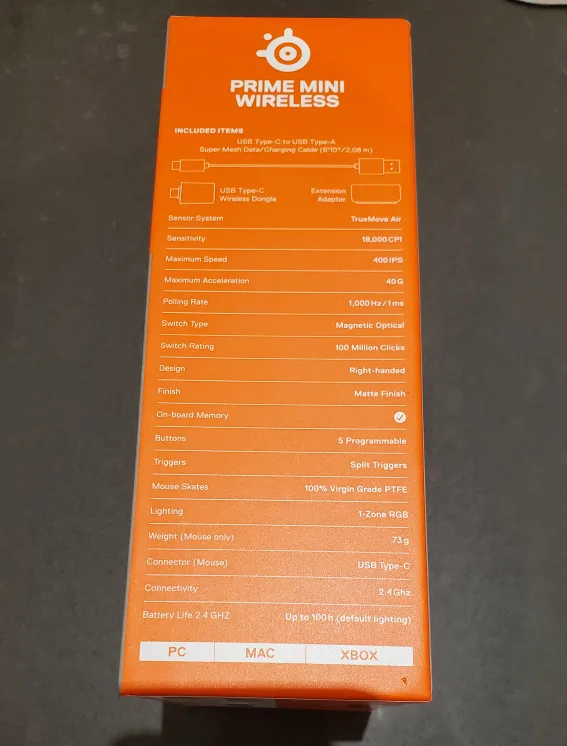 PRIME MINI
WIRELESS
INCLUDED ITEMS
USB Type-C to USB Type-A
Super Mesh Data/Charging Cable (6'10"/2.08 m)
USB Type-C
Wireless Dongle
Extension
Adapter
Sensor System TrueMove Air
Sensitivity 18,000 CPI
Maximum Speed 400 IPS
Maximum Acceleration 40 G
Polling Rate 1,000 Hz/1 ms
Switch Type Magnetic Optical
Switch Rating 100 Million Clicks
Design Right-handed
Finish Matte Finish
On-board Memory
Buttons 5 Programmable
Triggers Split Triggers
Mouse Skates 100% Virgin Grade PTFE
Lighting 1-Zone RGB
Weight (Mouse only) 73 g
Connector (Mouse) USB Type-C
Connectivity 2.4 Ghz
Battery Life 2.4 GHZ Up to 100 h (default lighting)
PC MAC XBOX